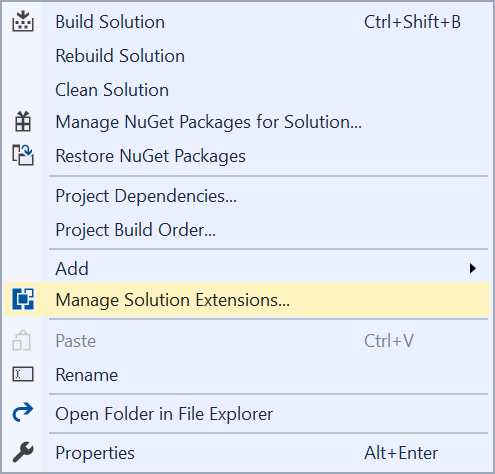 Build Solution Ctrl+Shift+B
Rebuild Solution
Clean Solution
Manage NuGet Packages for Solution...
Restore NuGet Packages
Project Dependencies...
Project Build Order...
Add
Manage Solution Extensions...
Paste Ctrl+V
Rename
Open Folder in File Explorer
Properties Alt+Enter